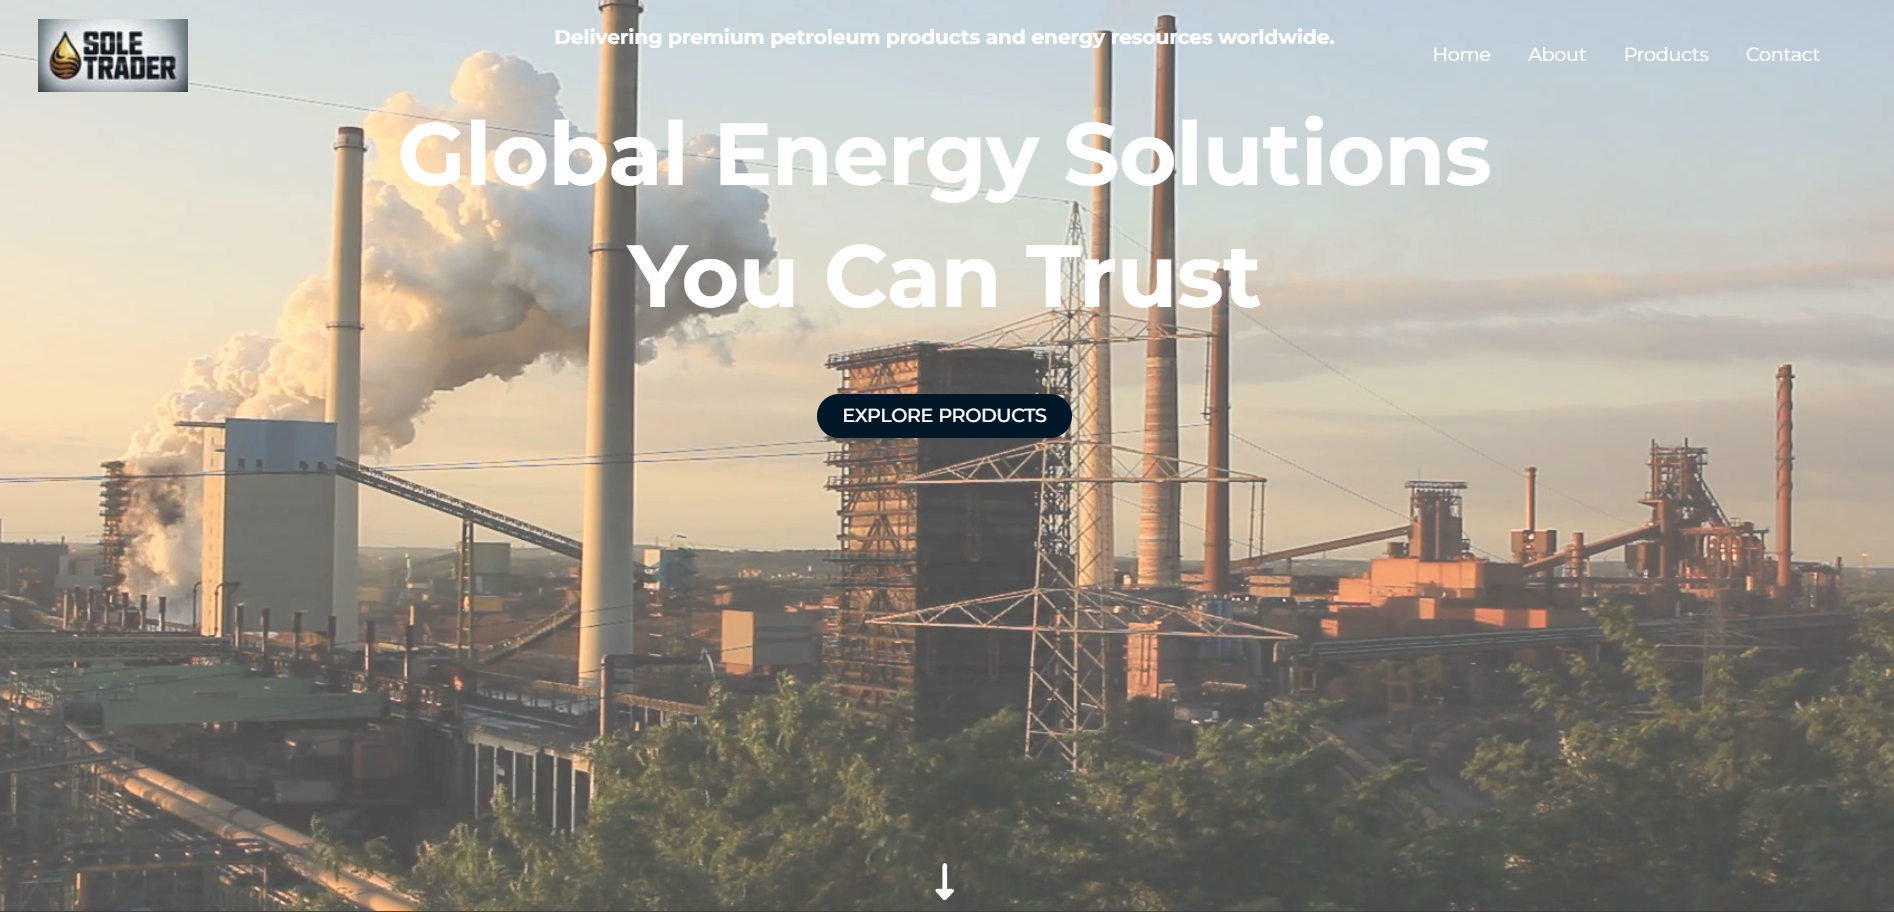 SOLE
TRADER
Delivering premium petroleum products and energy resources worldwide.
Home
About
Products
Contact
Global Energy Solutions
You Can Trust
EXPLORE PRODUCTS